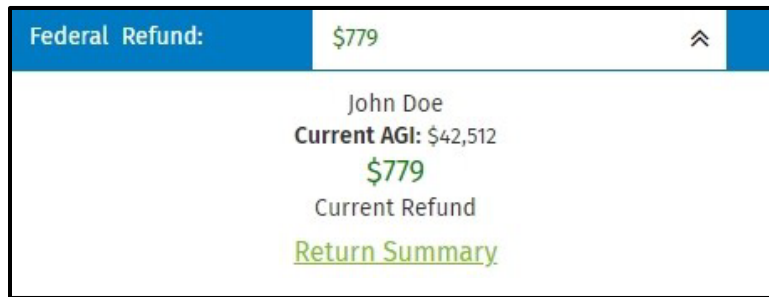 Federal Refund: $779
John Doe
Current AGI: $42,512
$779
Current Refund
Return Summary